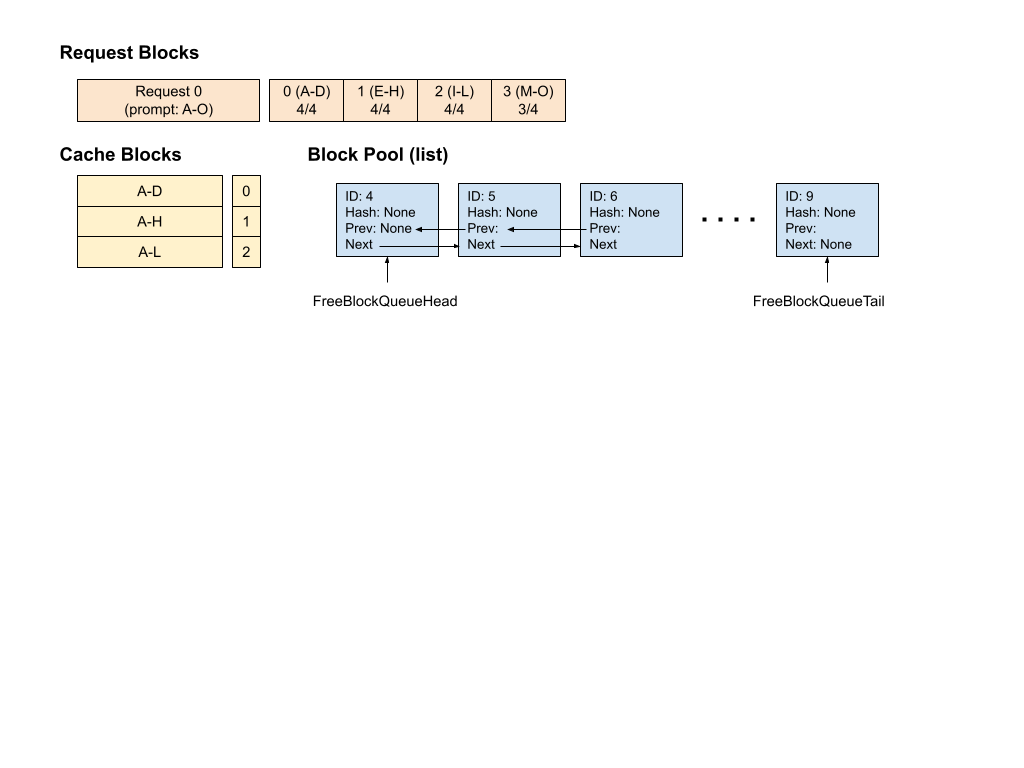 Request Blocks
Request 0
(prompt: A-O)
0 (A-D)
4/4
1 (E-H)
4/4
2 (I-L)
4/4
3 (M-O)
3/4
Cache Blocks
A-D
0
A-H
1
A-L
2
Block Pool (list)
ID: 4
Hash: None
Prev: None
Next
ID: 5
Hash: None
Prev:
Next
ID: 6
Hash: None
Prev:
Next
. . . .
ID: 9
Hash: None
Prev:
Next: None
FreeBlockQueueHead
FreeBlockQueueTail